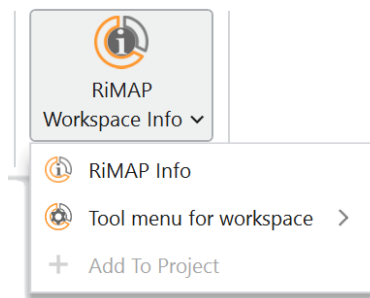 RiMAP
Workspace Info
RiMAP Info
Tool menu for workspace
Add To Project